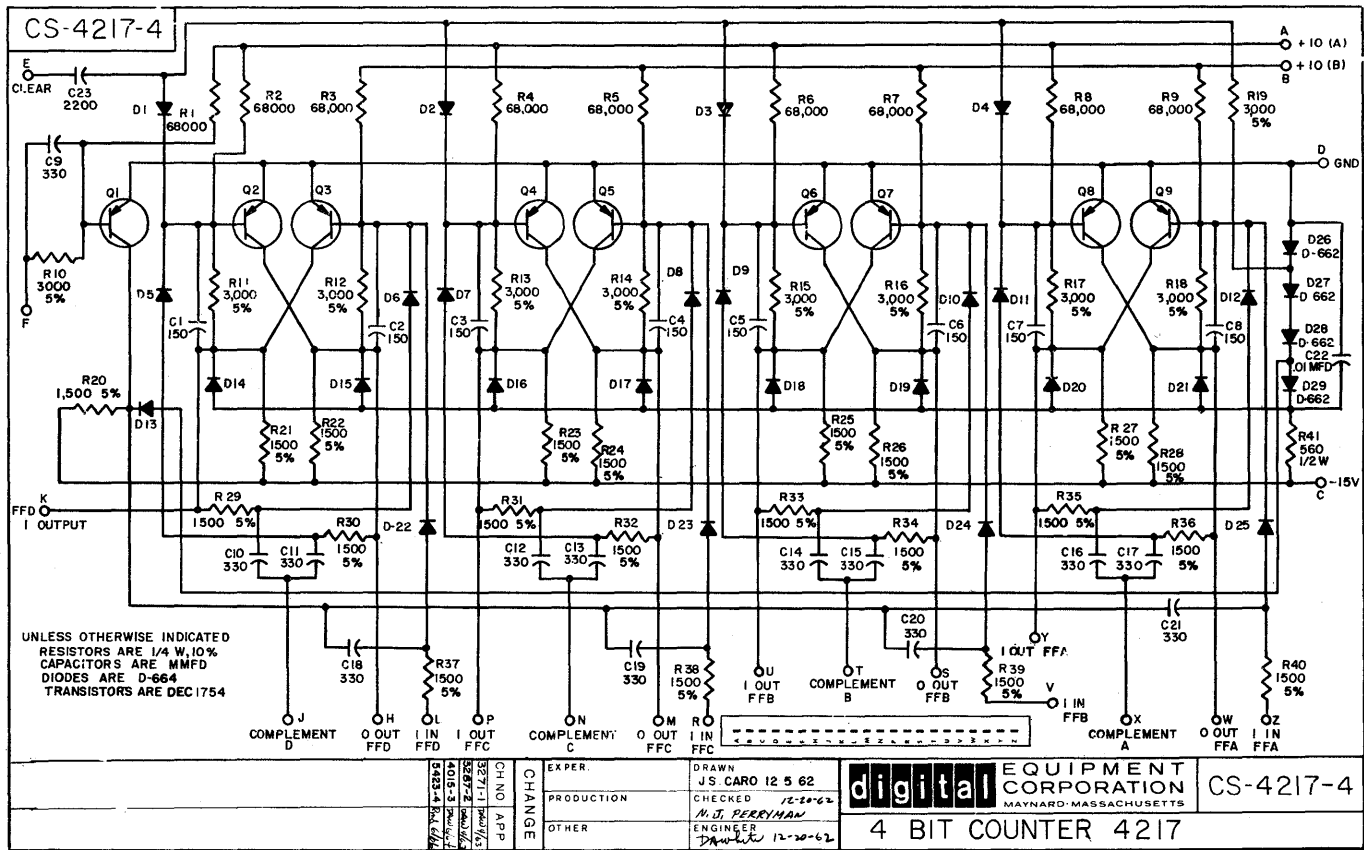 CS-4217-4
E
CLEAR
C23
2200
A
+10 (A)
+10 (B)
B
D1
R1
68000
R2
68000
R3
68,000
D2
R4
68,000
R5
68,000
D3
R6
68,000
R7
68,000
D4
R8
68,000
R9
68,000
R19
3,000
5%
C9
330
D
GND
Q1
Q2
Q3
Q4
Q5
Q6
Q7
Q8
Q9
R10
3000
5%
F
D5
R11
3,000
5%
R12
3,000
5%
D6
D7
R13
3,000
5%
R14
3,000
5%
D8
D9
R15
3,000
5%
R16
3,000
5%
D10
D11
R17
3,000
5%
R18
3,000
5%
D12
D26
D-662
D27
D 662
D28
D-662
C22
.01 MFD
D29
D-662
C1
150
C2
150
C3
150
C4
150
C5
150
C6
150
C7
150
C8
150
R20
1,500 5%
D13
D14
D15
D16
D17
D18
D19
D20
D21
R21
1500
5%
R22
1500
5%
R23
1500
5%
R24
1500
5%
R25
1500
5%
R26
1500
5%
R27
1500
5%
R28
1500
5%
R41
560
1/2 W
-15V
C
K
FFD
1 OUTPUT
R 29
1500 5%
R30
1500
5%
D-22
R31
1500 5%
R32
1500
5%
D 23
R33
1500 5%
R34
1500
5%
D24
R35
1500 5%
R36
1500
5%
D 25
C10
330
C11
330
C12
330
C13
330
C14
330
C15
330
C16
330
C17
330
C18
330
C19
330
C20
330
C21
330
UNLESS OTHERWISE INDICATED
RESISTORS ARE 1/4 W, 10%
CAPACITORS ARE MMFD
DIODES ARE D-664
TRANSISTORS ARE DEC 1754
R37
1500
5%
R38
1500
5%
R39
1500
5%
R40
1500
5%
J
COMPLEMENT
D
H
0 OUT
FFD
L
1 IN
FFD
P
1 OUT
FFC
N
COMPLEMENT
C
M
0 OUT
FFC
R
1 IN
FFC
U
1 OUT
FFB
T
COMPLEMENT
B
S
0 OUT
FFB
V
1 IN
FFB
Y
1 OUT FFA
X
COMPLEMENT
A
W
0 OUT
FFA
Z
1 IN
FFA
CH NO APP
3271-1
3287-2
4015-3
5423-4
CHANGE
EXPER.
PRODUCTION
OTHER
DRAWN
J.S. CARO 12 5 62
CHECKED 12-20-62
N.J. PERRYMAN
ENGINEER
DAWhite 12-20-62
digital EQUIPMENT
CORPORATION
MAYNARD·MASSACHUSETTS
CS-4217-4
4 BIT COUNTER 4217